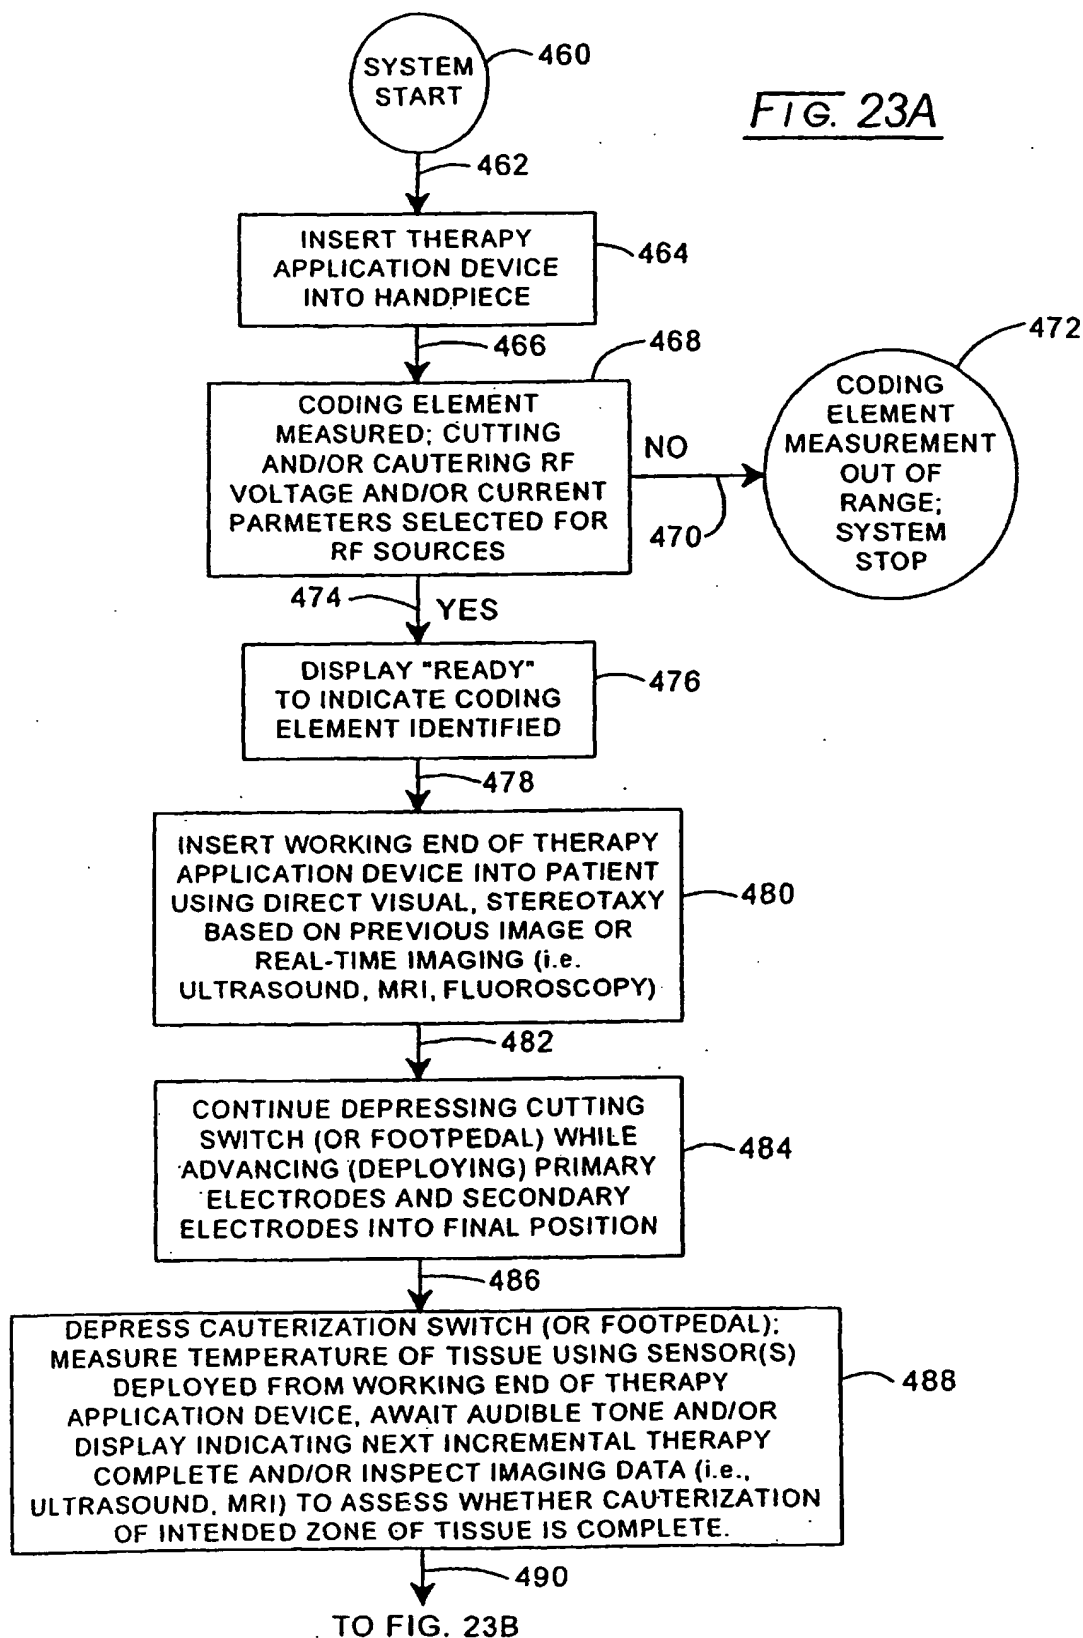 SYSTEM
START
460
FIG. 23A
462
INSERT THERAPY
APPLICATION DEVICE
INTO HANDPIECE
464
466
468
CODING ELEMENT
MEASURED; CUTTING
AND/OR CAUTERING RF
VOLTAGE AND/OR CURRENT
PARMETERS SELECTED FOR
RF SOURCES
NO
470
472
CODING
ELEMENT
MEASUREMENT
OUT OF
RANGE;
SYSTEM
STOP
474
YES
DISPLAY "READY"
TO INDICATE CODING
ELEMENT IDENTIFIED
476
478
INSERT WORKING END OF THERAPY
APPLICATION DEVICE INTO PATIENT
USING DIRECT VISUAL, STEREOTAXY
BASED ON PREVIOUS IMAGE OR
REAL-TIME IMAGING (i.e.
ULTRASOUND, MRI, FLUOROSCOPY)
480
482
CONTINUE DEPRESSING CUTTING
SWITCH (OR FOOTPEDAL) WHILE
ADVANCING (DEPLOYING) PRIMARY
ELECTRODES AND SECONDARY
ELECTRODES INTO FINAL POSITION
484
486
DEPRESS CAUTERIZATION SWITCH (OR FOOTPEDAL);
MEASURE TEMPERATURE OF TISSUE USING SENSOR(S)
DEPLOYED FROM WORKING END OF THERAPY
APPLICATION DEVICE, AWAIT AUDIBLE TONE AND/OR
DISPLAY INDICATING NEXT INCREMENTAL THERAPY
COMPLETE AND/OR INSPECT IMAGING DATA (i.e.,
ULTRASOUND, MRI) TO ASSESS WHETHER CAUTERIZATION
OF INTENDED ZONE OF TISSUE IS COMPLETE.
488
490
TO FIG. 23B